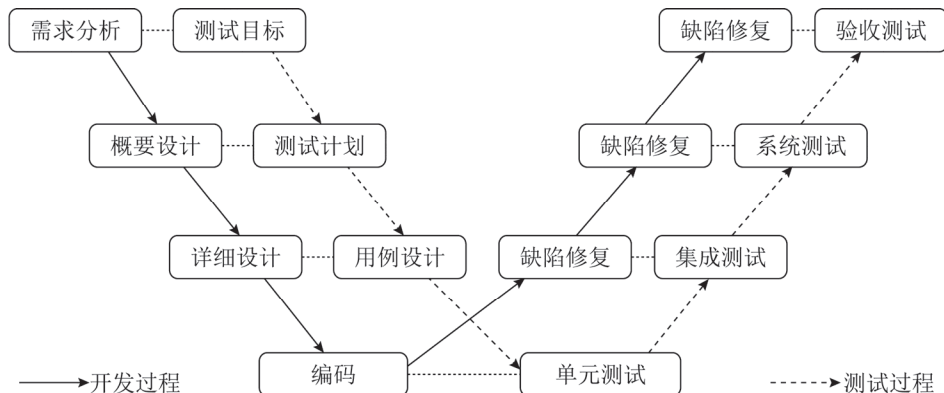 需求分析
测试目标
缺陷修复
验收测试
概要设计
测试计划
缺陷修复
系统测试
详细设计
用例设计
缺陷修复
集成测试
编码
单元测试
开发过程
测试过程